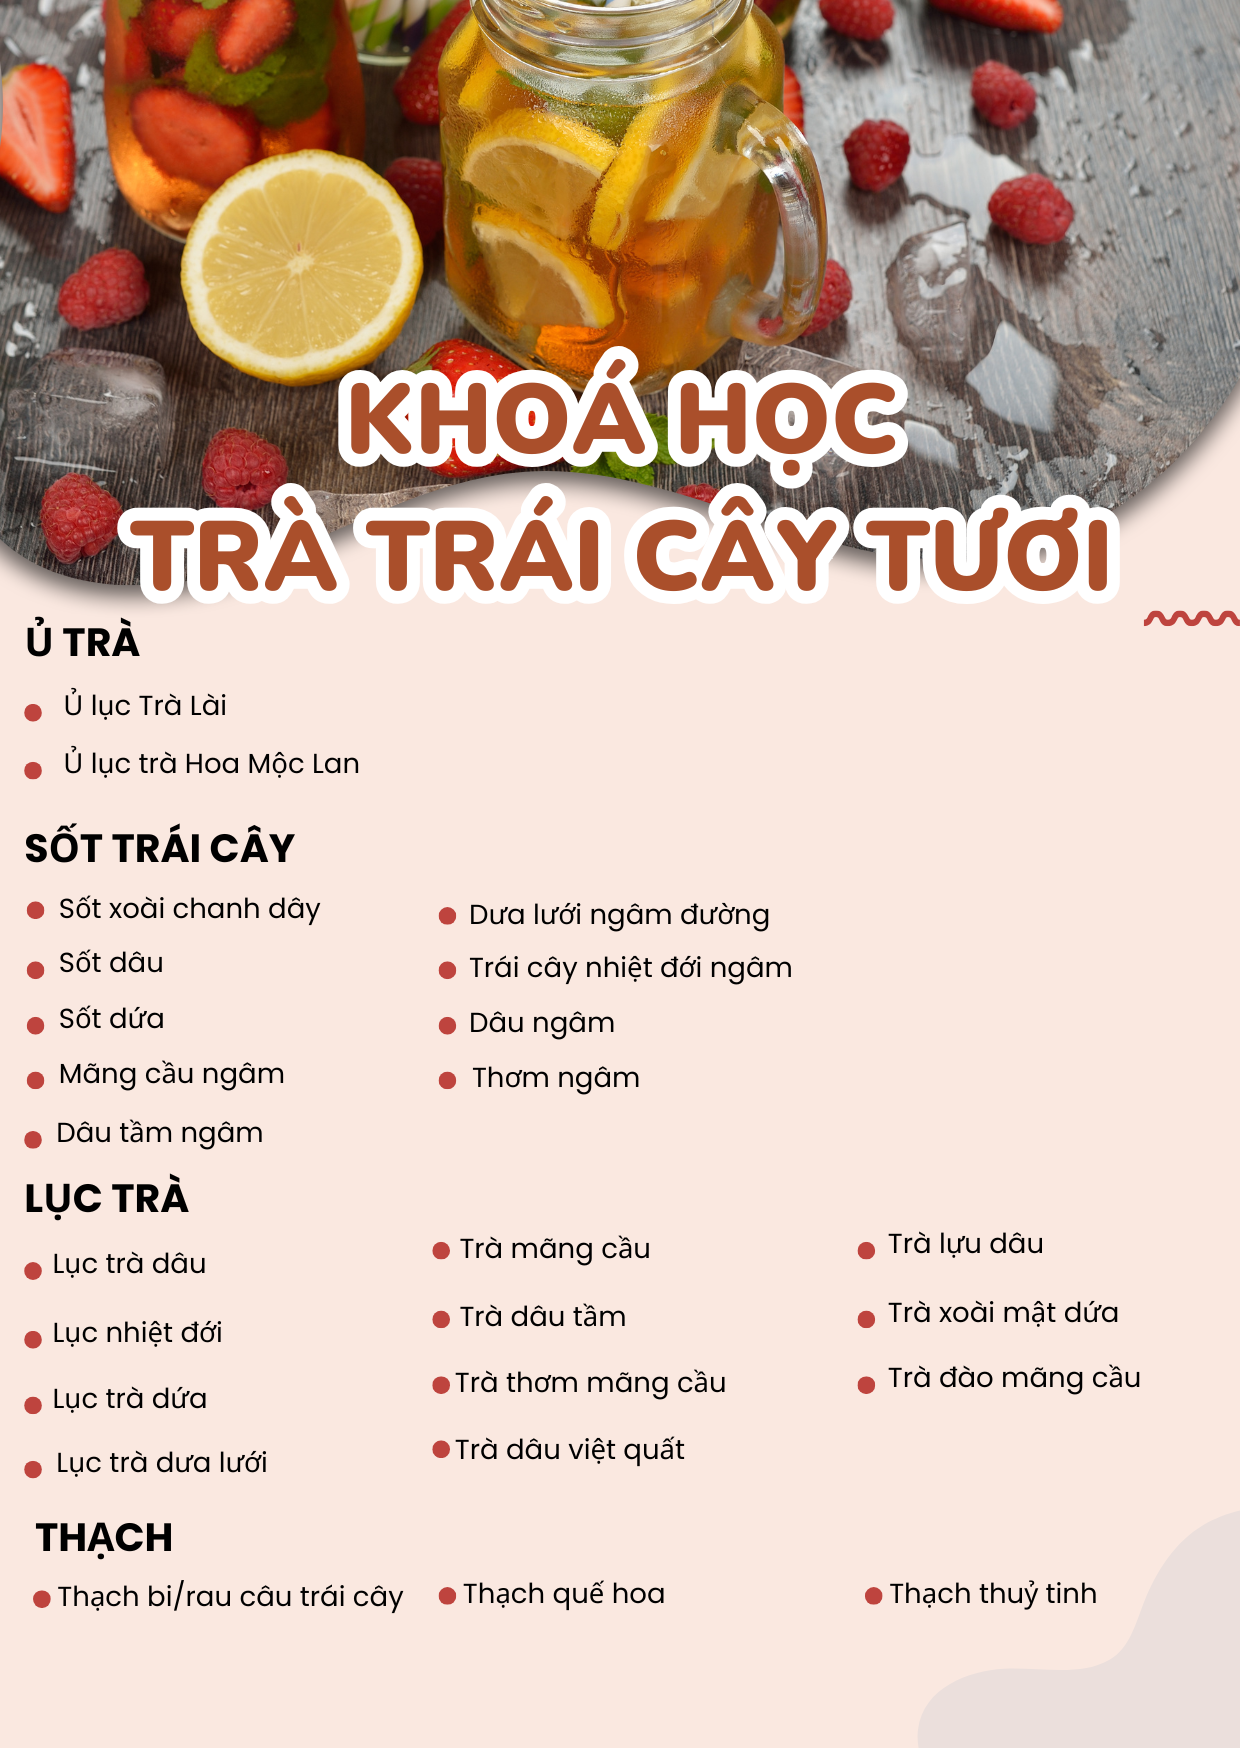 KHOÁ HỌC
TRÀ TRÁI CÂY TƯƠI
Ủ TRÀ
Ủ lục Trà Lài
Ủ lục trà Hoa Mộc Lan
SỐT TRÁI CÂY
Sốt xoài chanh dây
Sốt dâu
Sốt dứa
Mãng cầu ngâm
Dâu tầm ngâm
Dưa lưới ngâm đường
Trái cây nhiệt đới ngâm
Dâu ngâm
Thơm ngâm
LỤC TRÀ
Lục trà dâu
Lục nhiệt đới
Lục trà dứa
Lục trà dưa lưới
Trà mãng cầu
Trà dâu tầm
Trà thơm mãng cầu
Trà dâu việt quất
Trà lựu dâu
Trà xoài mật dứa
Trà đào mãng cầu
THẠCH
Thạch bi/rau câu trái cây
Thạch quế hoa
Thạch thuỷ tinh